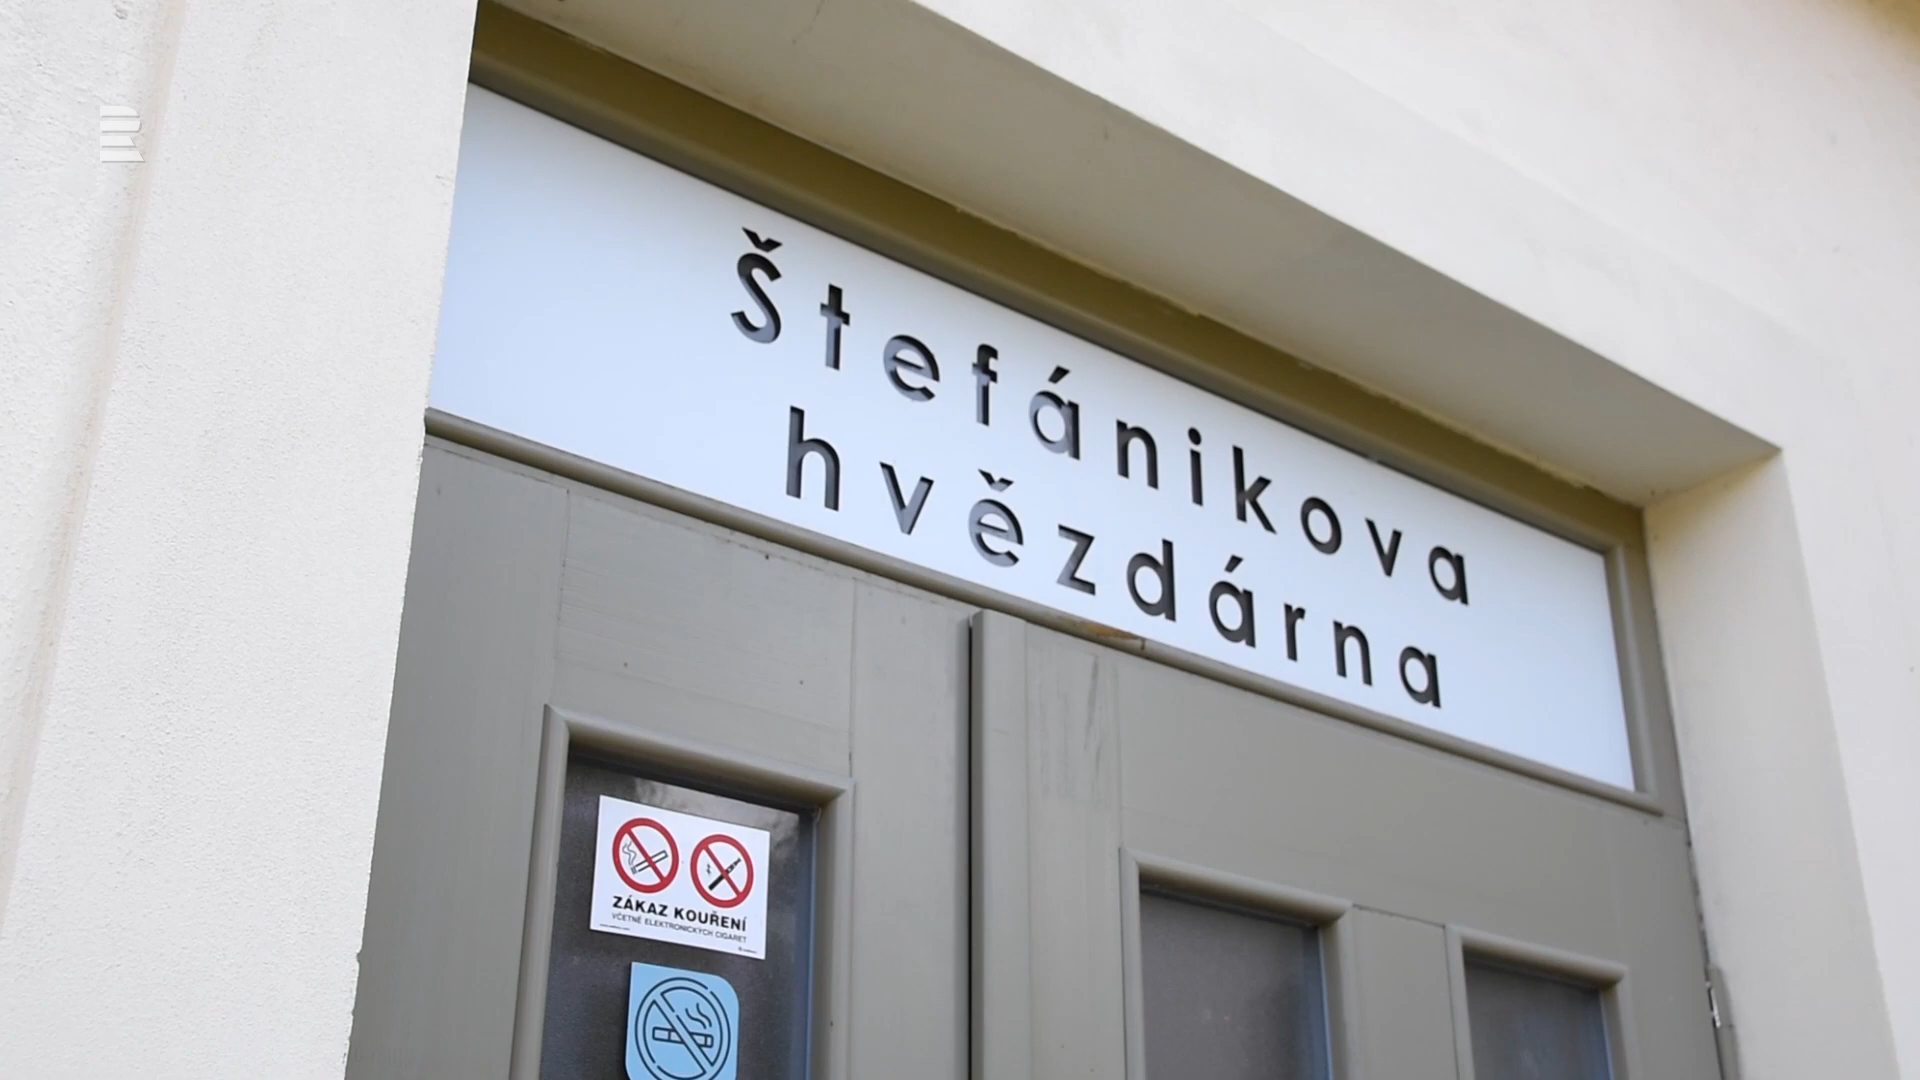 Štefánikova
hvězdárna
ZÁKAZ KOUŘENÍ
VČETNĚ ELEKTRONICKÝCH CIGARET